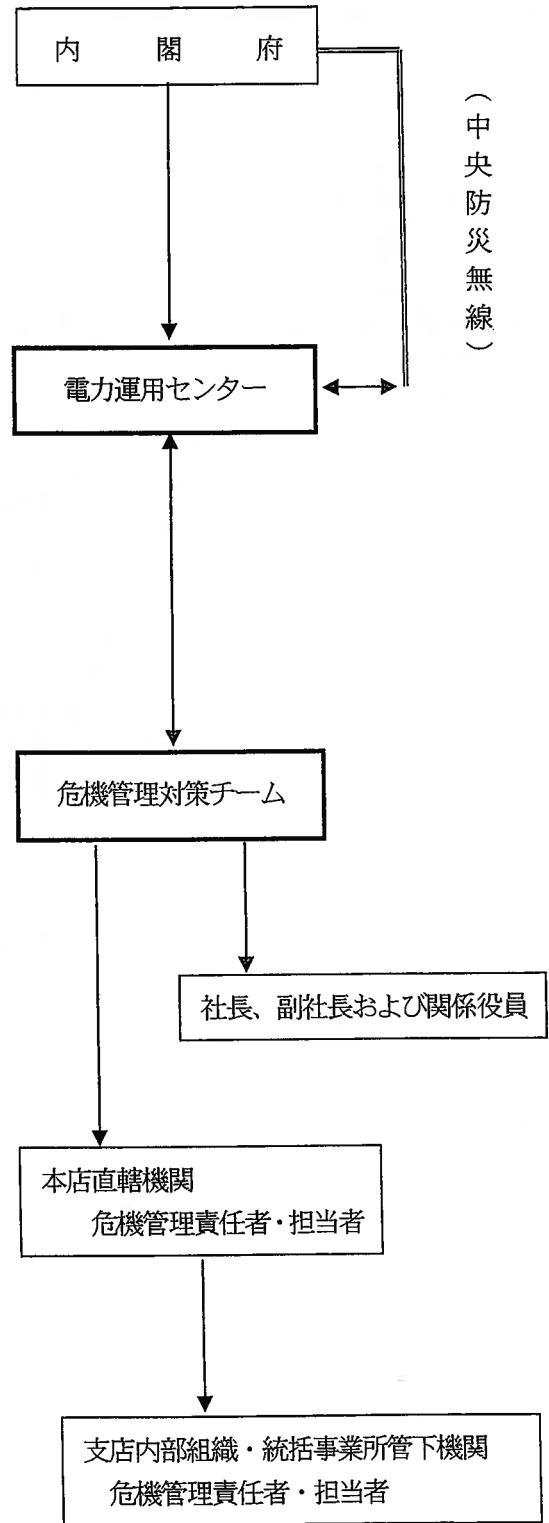 内閣府
（中央防災無線）
電力運用センター
危機管理対策チーム
社長、副社長および関係役員
本店直轄機関
危機管理責任者・担当者
支店内部組織・統括事業所管下機関
危機管理責任者・担当者